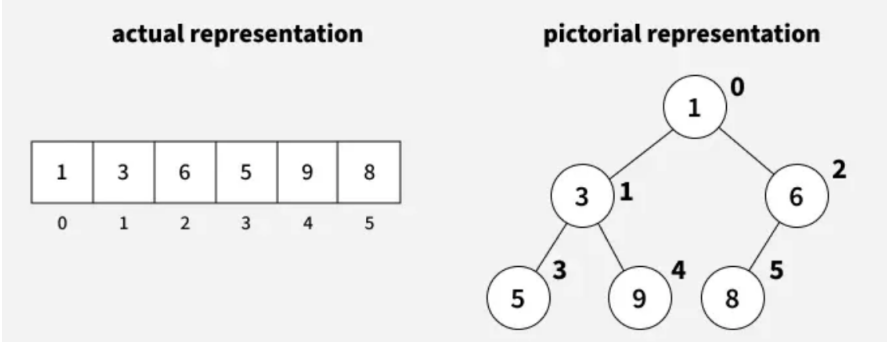 actual representation
1 3 6 5 9 8
0 1 2 3 4 5
pictorial representation
1 0
3 1
6 2
5 3
9 4
8 5